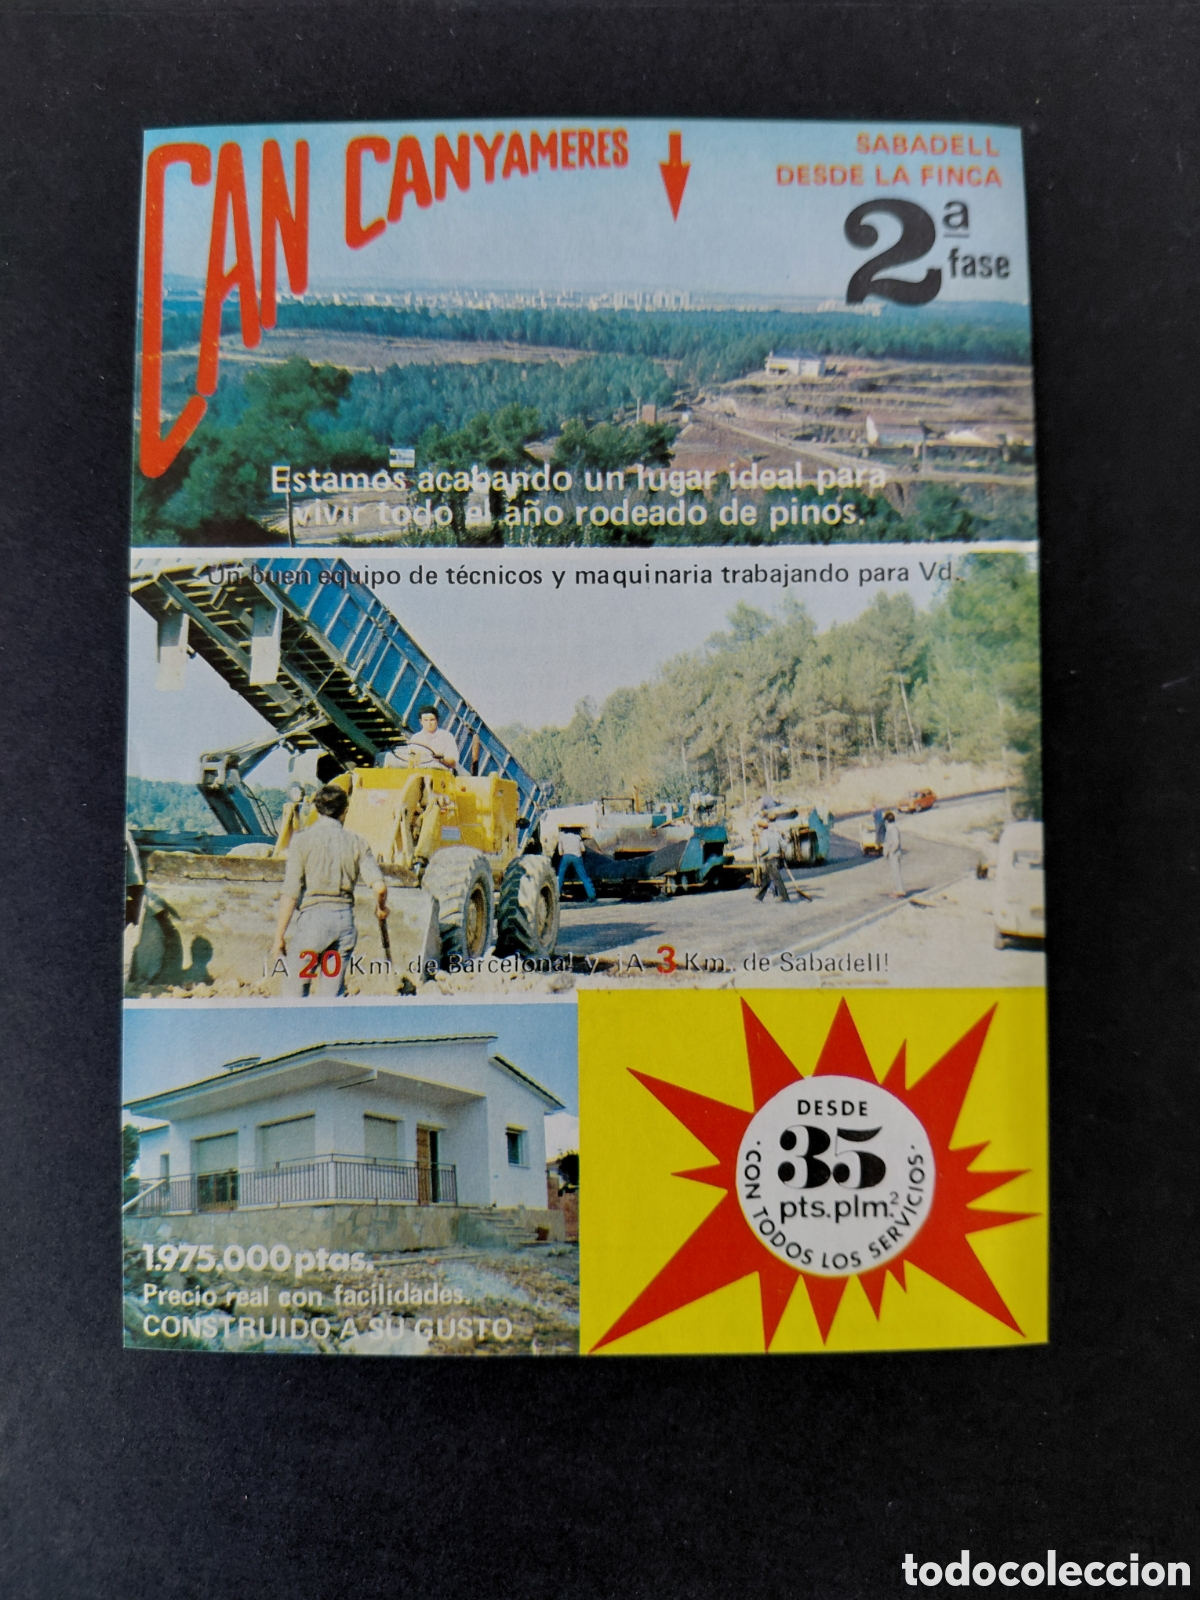 CAN CANYAMERES
SABADELL
DESDE LA FINCA
2ª
fase
Estamos acabando un lugar ideal para
vivir todo el año rodeado de pinos.
Un buen equipo de técnicos y maquinaria trabajando para Vd.
¡A 20 Km. de Barcelona! y ¡A 3 Km. de Sabadell!
1.975.000 ptas.
Precio real con facilidades.
CONSTRUIDO A SU GUSTO
DESDE
35
pts.plm.²
·CON TODOS LOS SERVICIOS·
todocoleccion